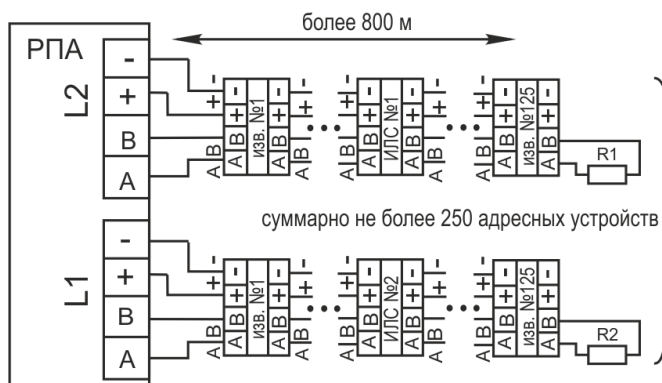 более 800 м
РПА
L2
-
+
B
A
- + B A
изв. №1
A B + -
- + B A
...
- + B A
A B + -
ИЛС №1
A B + -
- + B A
...
- + B A
A B + -
изв. №125
A B + -
R1
суммарно не более 250 адресных устройств
L1
-
+
B
A
- + B A
A B + -
изв. №1
A B + -
- + B A
...
- + B A
A B + -
ИЛС №2
A B + -
- + B A
...
- + B A
A B + -
изв. №125
A B + -
R2